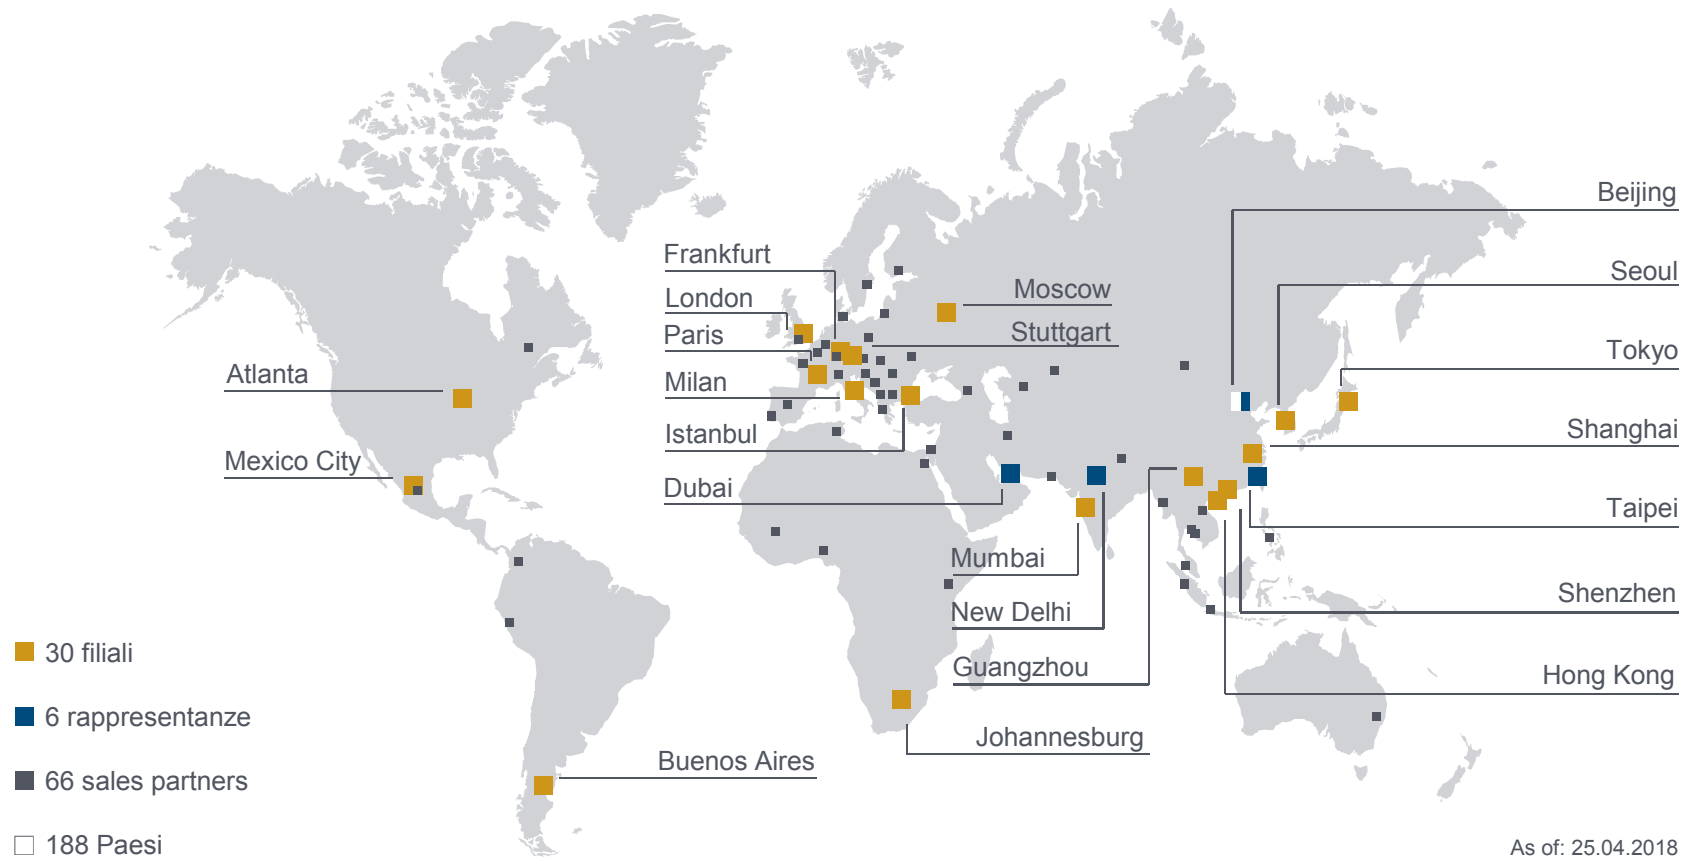 Beijing
Frankfurt
Seoul
Moscow
London
Stuttgart
Paris
Tokyo
Atlanta
Milan
Shanghai
Istanbul
Mexico City
Dubai
Taipei
Mumbai
Shenzhen
New Delhi
Guangzhou
Hong Kong
Johannesburg
Buenos Aires
30 filiali
6 rappresentanze
66 sales partners
188 Paesi
As of: 25.04.2018